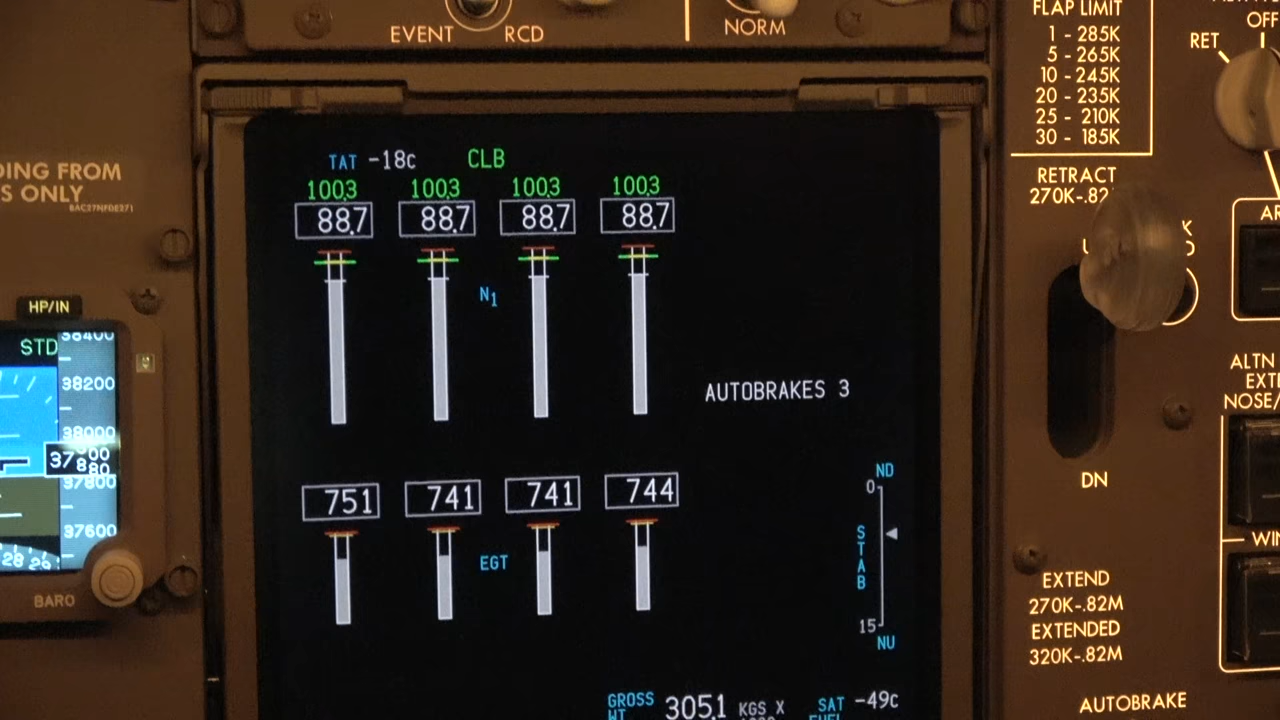 EVENT RCD
NORM
FLAP LIMIT
1 - 285K
5 - 265K
10 - 245K
20 - 235K
25 - 210K
30 - 185K
OFF
RET
RETRACT
270K-.82
DING FROM
S ONLY
TAT -18c CLB
100.3 100.3 100.3 100.3
88.7 88.7 88.7 88.7
N1
AUTOBRAKES 3
HP/IN
STD
38400
38200
38000
37800
37600
28 29
BARO
751 741 741 744
EGT
ND
0
STAB
15
NU
DN
ALTN
NOSE/
EXTEND
270K-.82M
EXTENDED
320K-.82M
AUTOBRAKE
GROSS WT 305.1 KGS X
SAT -49c